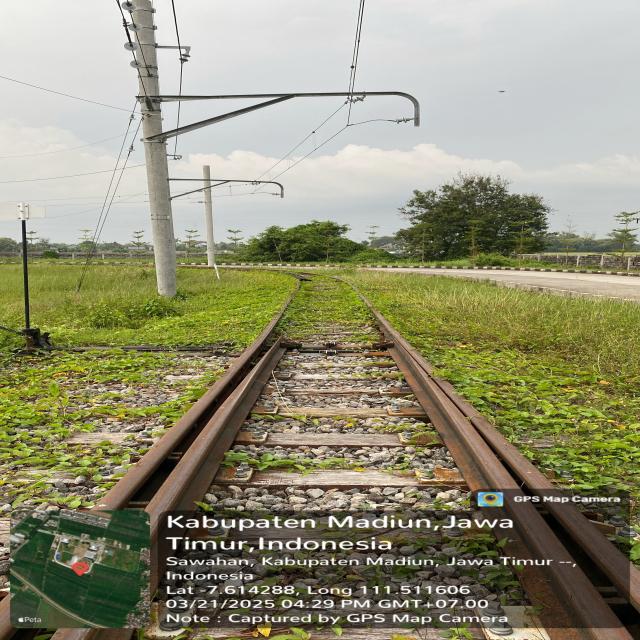 GPS Map Camera
Kabupaten Madiun,Jawa
Timur,Indonesia
Sawahan, Kabupaten Madiun, Jawa Timur --,
Indonesia
Lat -7.614288, Long 111.511606
03/21/2025 04:29 PM GMT+07.00
Note : Captured by GPS Map Camera
Peta